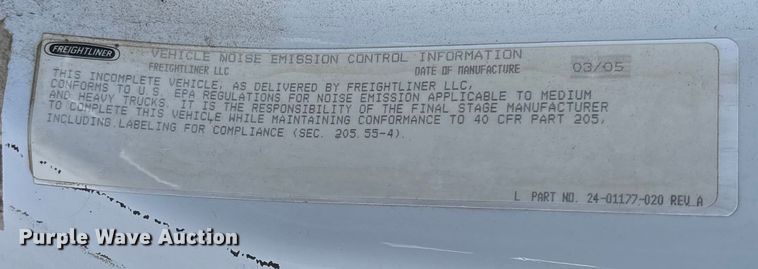 FREIGHTLINER VEHICLE NOISE EMISSION CONTROL INFORMATION
FREIGHTLINER LLC DATE OF MANUFACTURE 03/05
THIS INCOMPLETE VEHICLE, AS DELIVERED BY FREIGHTLINER LLC,
CONFORMS TO U.S. EPA REGULATIONS FOR NOISE EMISSION APPLICABLE TO MEDIUM
AND HEAVY TRUCKS. IT IS THE RESPONSIBILITY OF THE FINAL STAGE MANUFACTURER
TO COMPLETE THIS VEHICLE WHILE MAINTAINING CONFORMANCE TO 40 CFR PART 205,
INCLUDING LABELING FOR COMPLIANCE (SEC. 205.55-4).
L PART NO. 24-01177-020 REV A
Purple Wave Auction